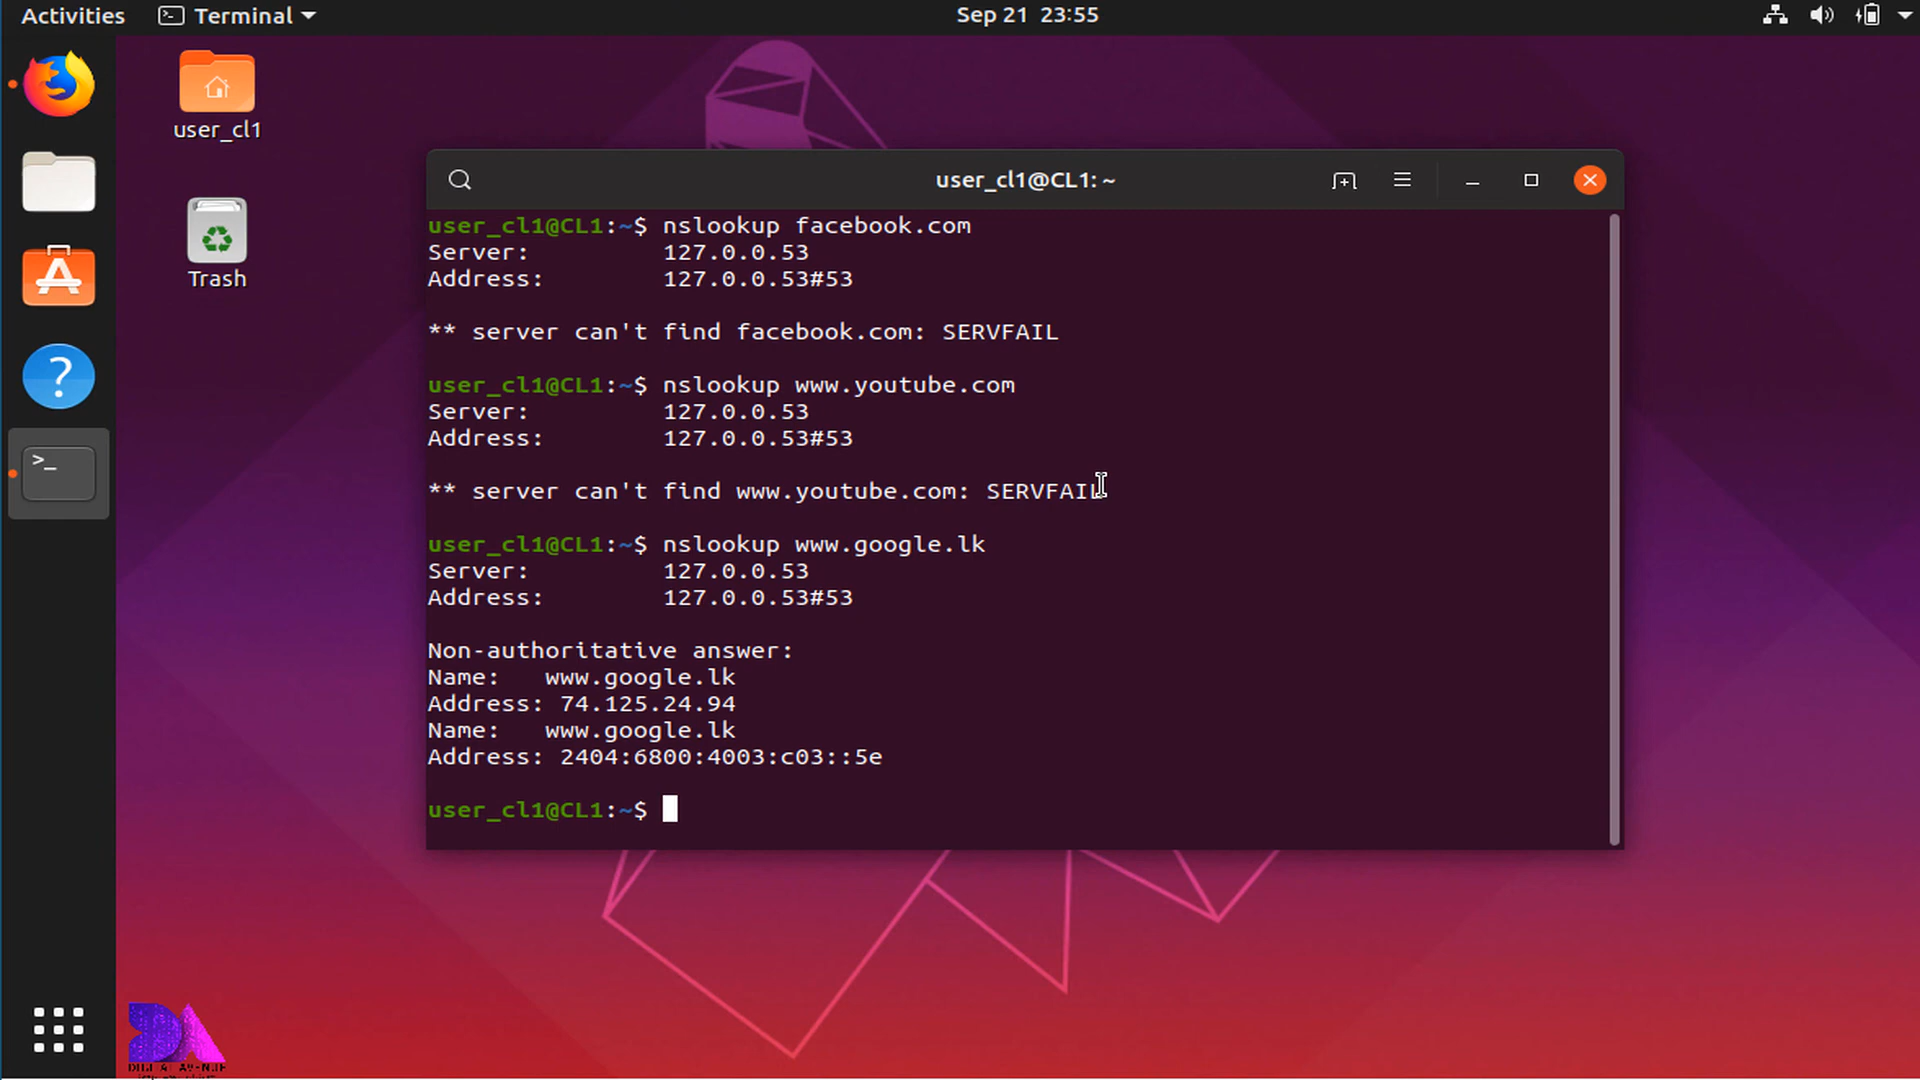 Activities Terminal Sep 21 23:55
user_cl1
Trash
user_cl1@CL1: ~
user_cl1@CL1:~$ nslookup facebook.com
Server: 127.0.0.53
Address: 127.0.0.53#53
** server can't find facebook.com: SERVFAIL
user_cl1@CL1:~$ nslookup www.youtube.com
Server: 127.0.0.53
Address: 127.0.0.53#53
** server can't find www.youtube.com: SERVFAIL
user_cl1@CL1:~$ nslookup www.google.lk
Server: 127.0.0.53
Address: 127.0.0.53#53
Non-authoritative answer:
Name: www.google.lk
Address: 74.125.24.94
Name: www.google.lk
Address: 2404:6800:4003:c03::5e
user_cl1@CL1:~$